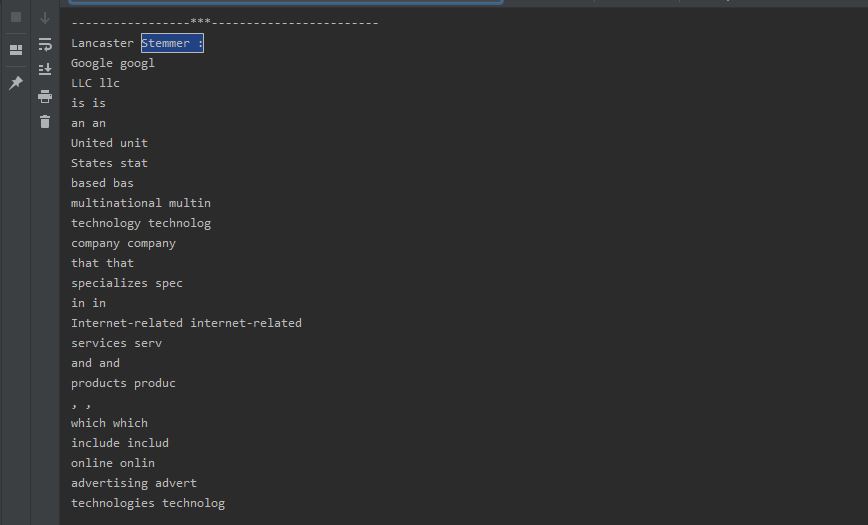 -----------------***------------------------
Lancaster Stemmer :
Google googl
LLC llc
is is
an an
United unit
States stat
based bas
multinational multin
technology technolog
company company
that that
specializes spec
in in
Internet-related internet-related
services serv
and and
products produc
, ,
which which
include includ
online onlin
advertising advert
technologies technolog